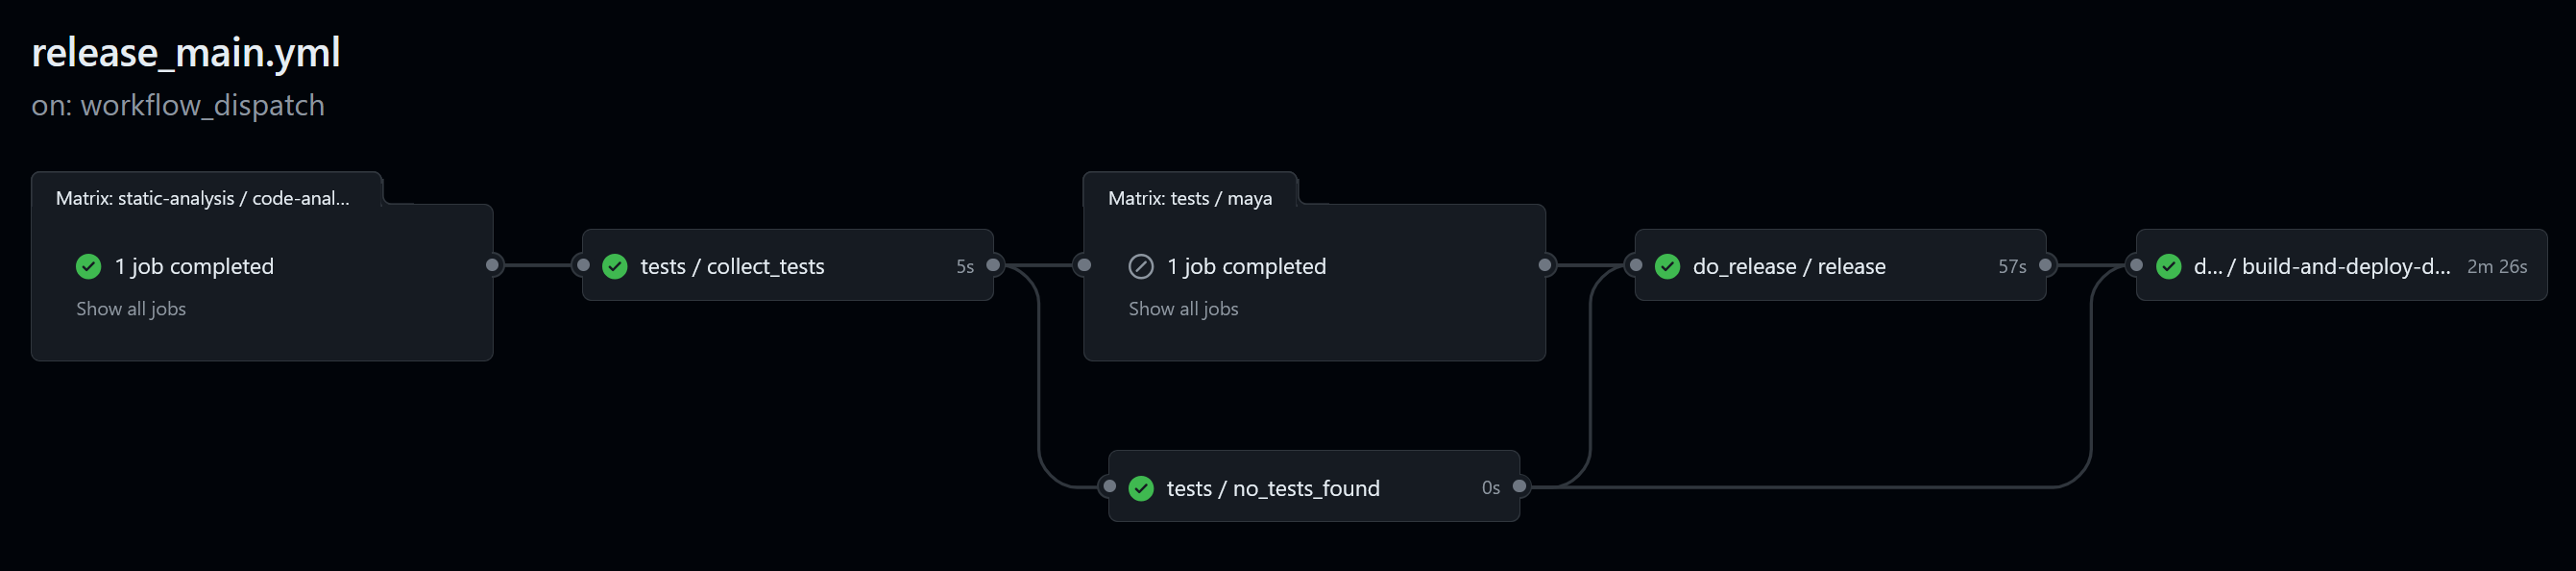 release_main.yml
on: workflow_dispatch
Matrix: static-analysis / code-anal...
1 job completed
Show all jobs
tests / collect_tests 5s
Matrix: tests / maya
1 job completed
Show all jobs
tests / no_tests_found 0s
do_release / release 57s
d... / build-and-deploy-d... 2m 26s